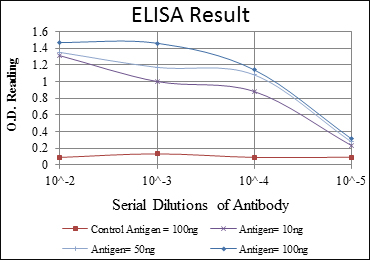 ELISA Result
O.D. Reading
1.6
1.4
1.2
1
0.8
0.6
0.4
0.2
0
10^-2 10^-3 10^-4 10^-5
Serial Dilutions of Antibody
Control Antigen = 100ng Antigen= 10ng
Antigen= 50ng Antigen= 100ng